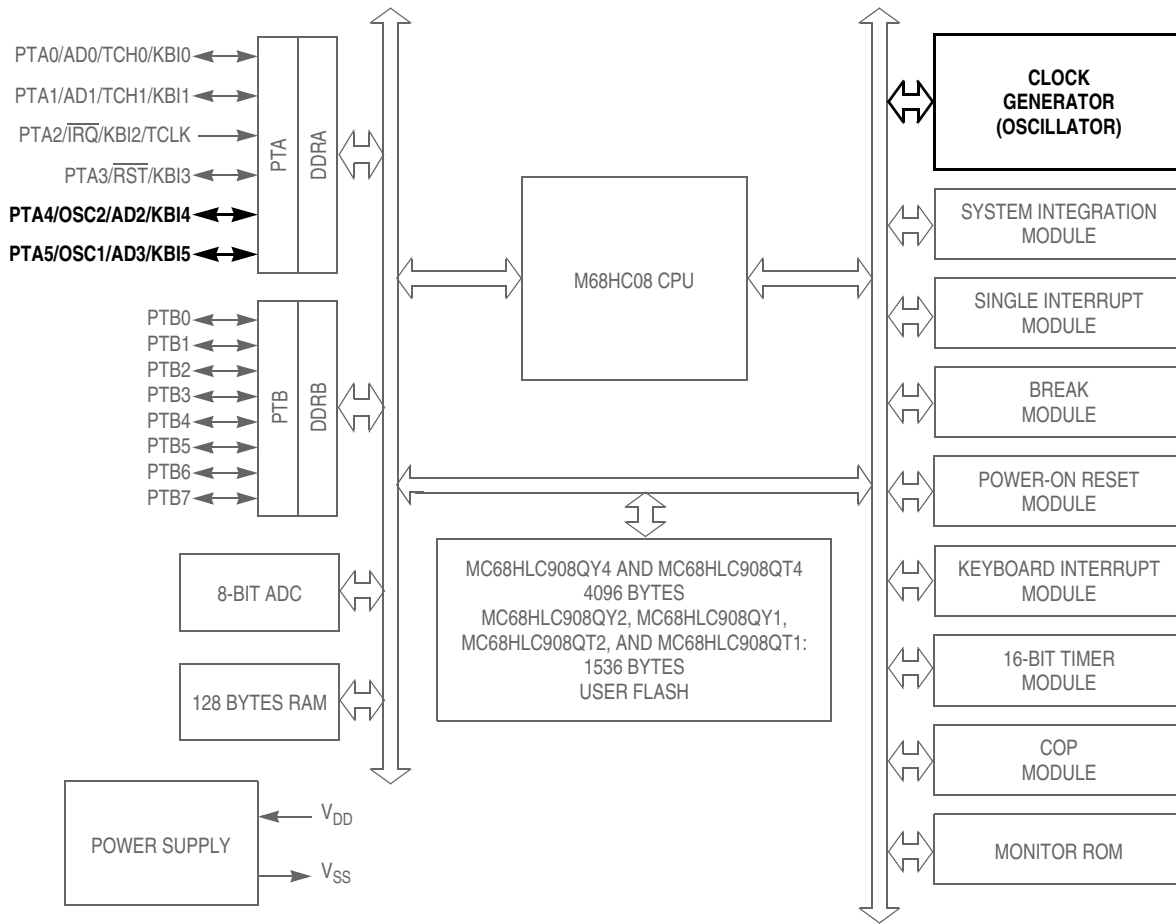 PTA0/AD0/TCH0/KBI0
PTA1/AD1/TCH1/KBI1
PTA2/I̅R̅Q̅/KBI2/TCLK
PTA3/R̅S̅T̅/KBI3
PTA4/OSC2/AD2/KBI4
PTA5/OSC1/AD3/KBI5
PTA
DDRA
PTB0
PTB1
PTB2
PTB3
PTB4
PTB5
PTB6
PTB7
PTB
DDRB
8-BIT ADC
128 BYTES RAM
POWER SUPPLY
VDD
VSS
M68HC08 CPU
MC68HLC908QY4 AND MC68HLC908QT4
4096 BYTES
MC68HLC908QY2, MC68HLC908QY1,
MC68HLC908QT2, AND MC68HLC908QT1:
1536 BYTES
USER FLASH
CLOCK
GENERATOR
(OSCILLATOR)
SYSTEM INTEGRATION
MODULE
SINGLE INTERRUPT
MODULE
BREAK
MODULE
POWER-ON RESET
MODULE
KEYBOARD INTERRUPT
MODULE
16-BIT TIMER
MODULE
COP
MODULE
MONITOR ROM